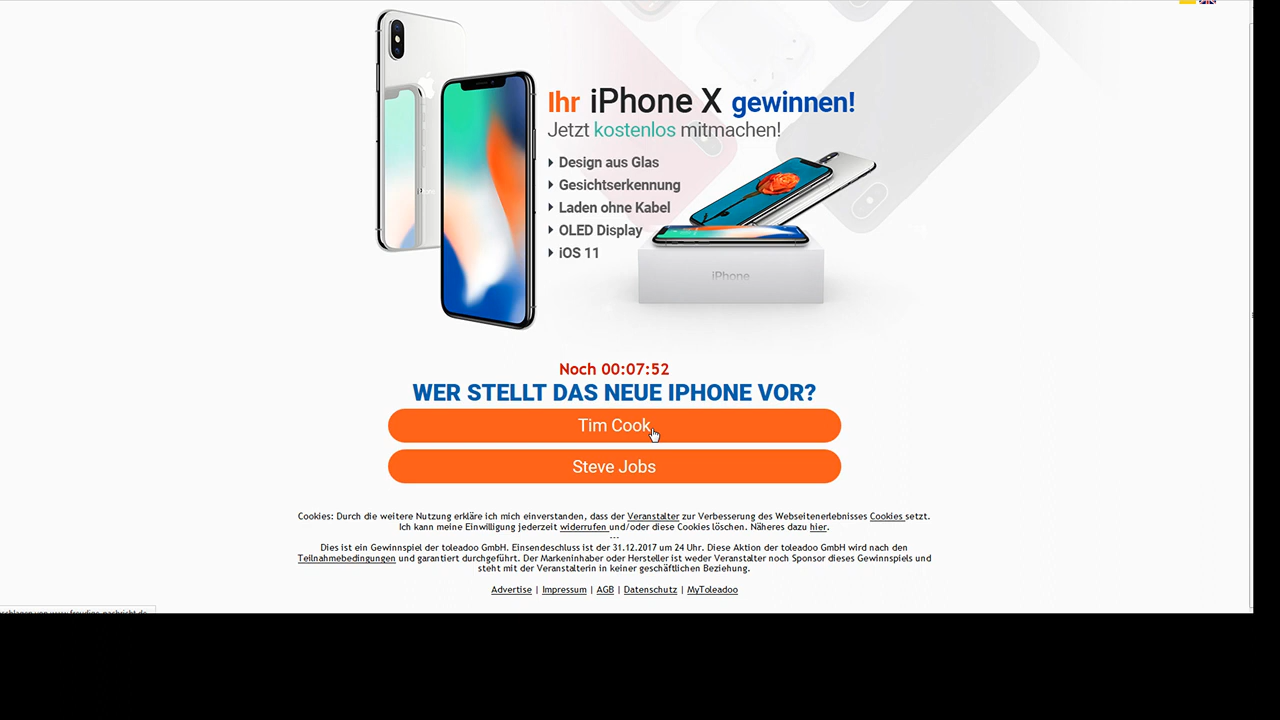 Ihr iPhone X gewinnen!
Jetzt kostenlos mitmachen!
Design aus Glas
Gesichtserkennung
Laden ohne Kabel
OLED Display
iOS 11
iPhone
Noch 00:07:52
WER STELLT DAS NEUE IPHONE VOR?
Tim Cook
Steve Jobs
Cookies: Durch die weitere Nutzung erkläre ich mich einverstanden, dass der Veranstalter zur Verbesserung des Webseitenerlebnisses Cookies setzt.
Ich kann meine Einwilligung jederzeit widerrufen und/oder diese Cookies löschen. Näheres dazu hier.
---
Dies ist ein Gewinnspiel der toleadoo GmbH. Einsendeschluss ist der 31.12.2017 um 24 Uhr. Diese Aktion der toleadoo GmbH wird nach den
Teilnahmebedingungen und garantiert durchgeführt. Der Markeninhaber oder Hersteller ist weder Veranstalter noch Sponsor dieses Gewinnspiels und
steht mit der Veranstalterin in keiner geschäftlichen Beziehung.
Advertise | Impressum | AGB | Datenschutz | MyToleadoo